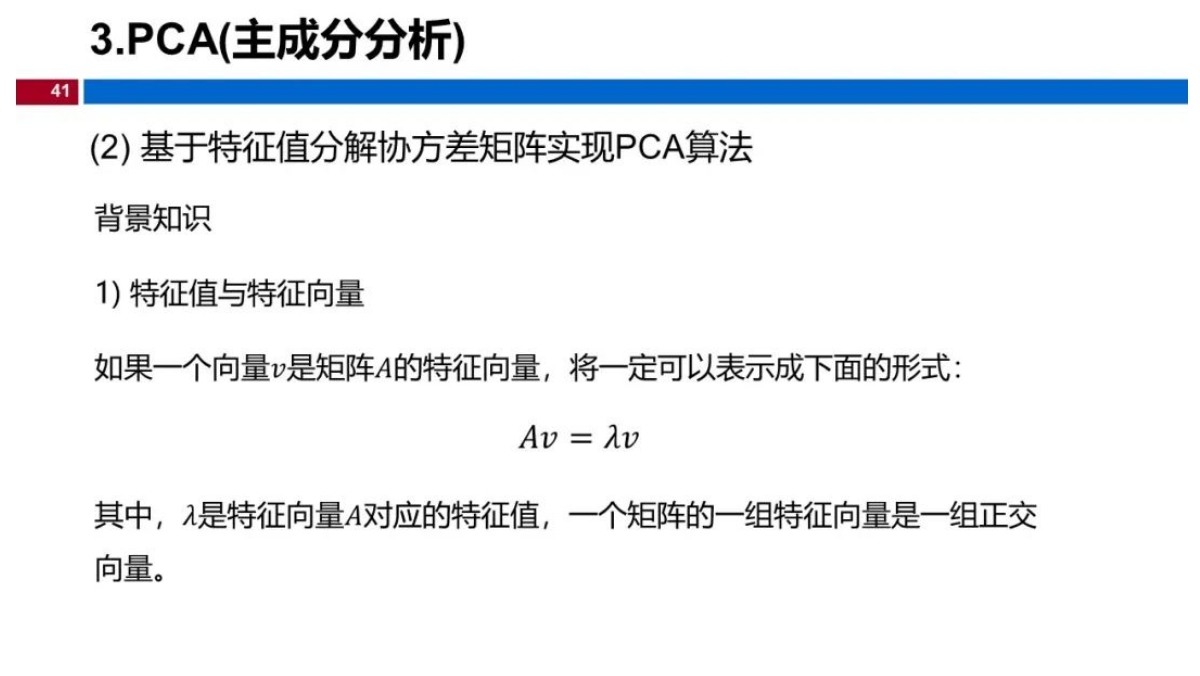 3.PCA(主成分分析)
41
(2) 基于特征值分解协方差矩阵实现PCA算法
背景知识
1) 特征值与特征向量
如果一个向量𝑣是矩阵𝐴的特征向量，将一定可以表示成下面的形式：
𝐴𝑣 = 𝜆𝑣
其中，𝜆是特征向量𝐴对应的特征值，一个矩阵的一组特征向量是一组正交
向量。